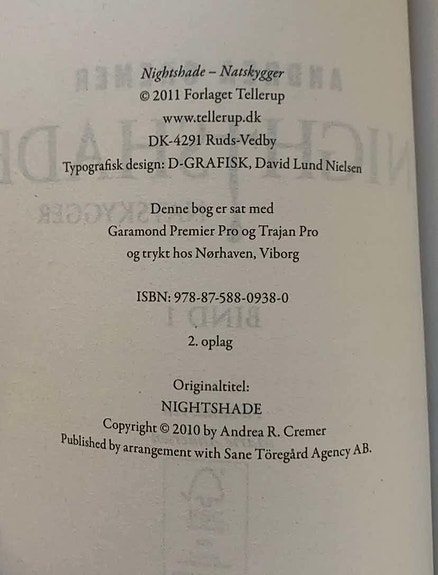 Nightshade – Natskygger
© 2011 Forlaget Tellerup
www.tellerup.dk
DK-4291 Ruds-Vedby
Typografisk design: D-GRAFISK, David Lund Nielsen
Denne bog er sat med
Garamond Premier Pro og Trajan Pro
og trykt hos Nørhaven, Viborg
ISBN: 978-87-588-0938-0
2. oplag
Originaltitel:
NIGHTSHADE
Copyright © 2010 by Andrea R. Cremer
Published by arrangement with Sane Töregård Agency AB.